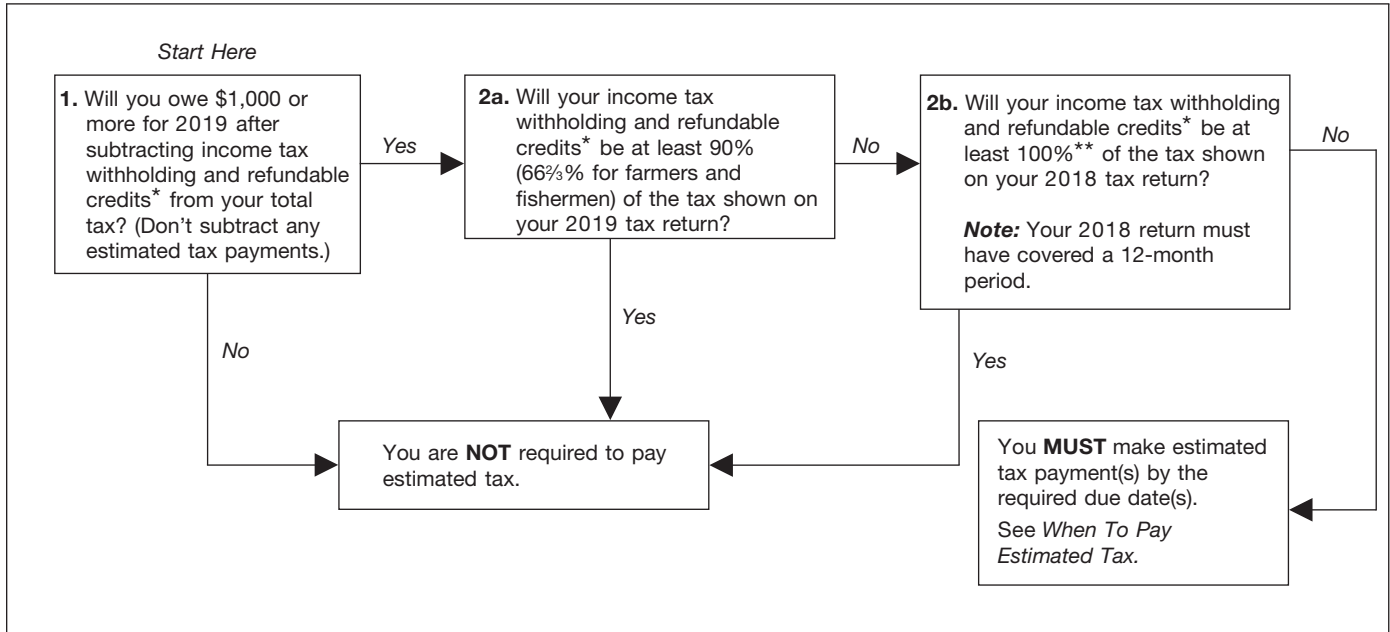 Start Here
1. Will you owe $1,000 or
more for 2019 after
subtracting income tax
withholding and refundable
credits* from your total
tax? (Don't subtract any
estimated tax payments.)
Yes
2a. Will your income tax
withholding and refundable
credits* be at least 90%
(66⅔% for farmers and
fishermen) of the tax shown on
your 2019 tax return?
No
2b. Will your income tax withholding
and refundable credits* be at
least 100%** of the tax shown
on your 2018 tax return?
Note: Your 2018 return must
have covered a 12-month
period.
No
No
Yes
Yes
You are NOT required to pay
estimated tax.
You MUST make estimated
tax payment(s) by the
required due date(s).
See When To Pay
Estimated Tax.